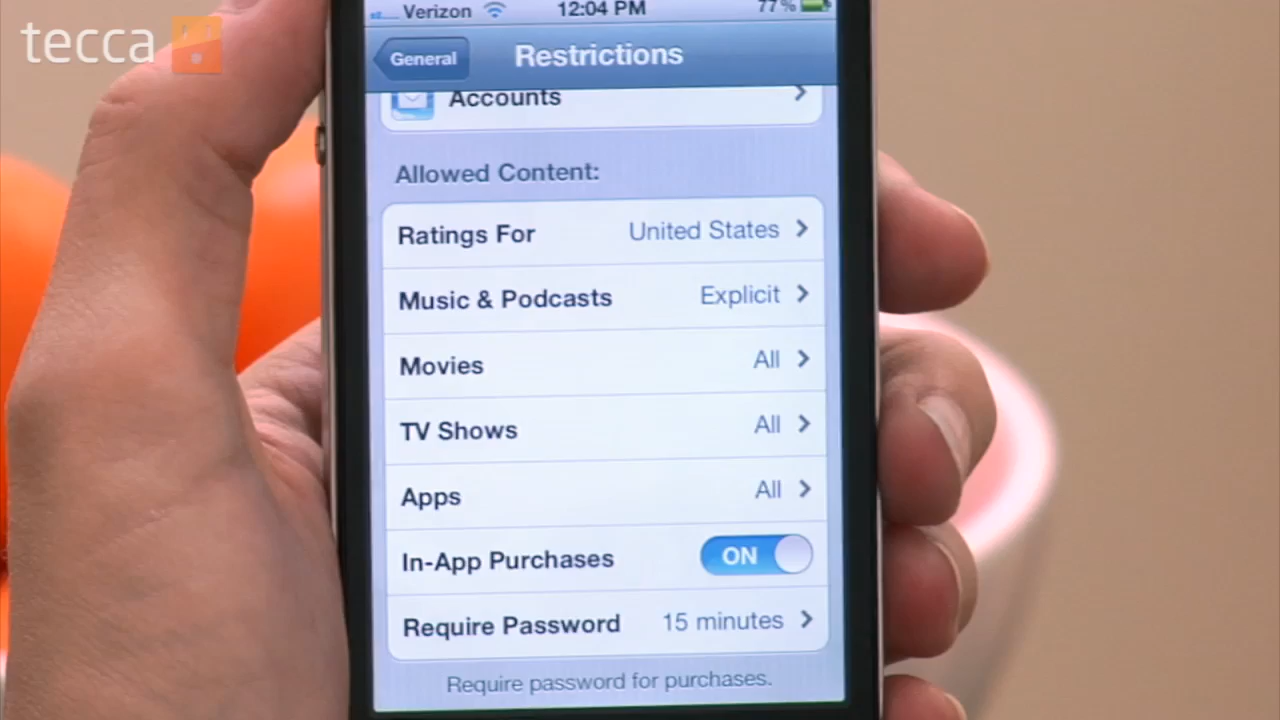 tecca
Verizon 12:04 PM 77%
General Restrictions
Accounts
Allowed Content:
Ratings For United States
Music & Podcasts Explicit
Movies All
TV Shows All
Apps All
In-App Purchases ON
Require Password 15 minutes
Require password for purchases.